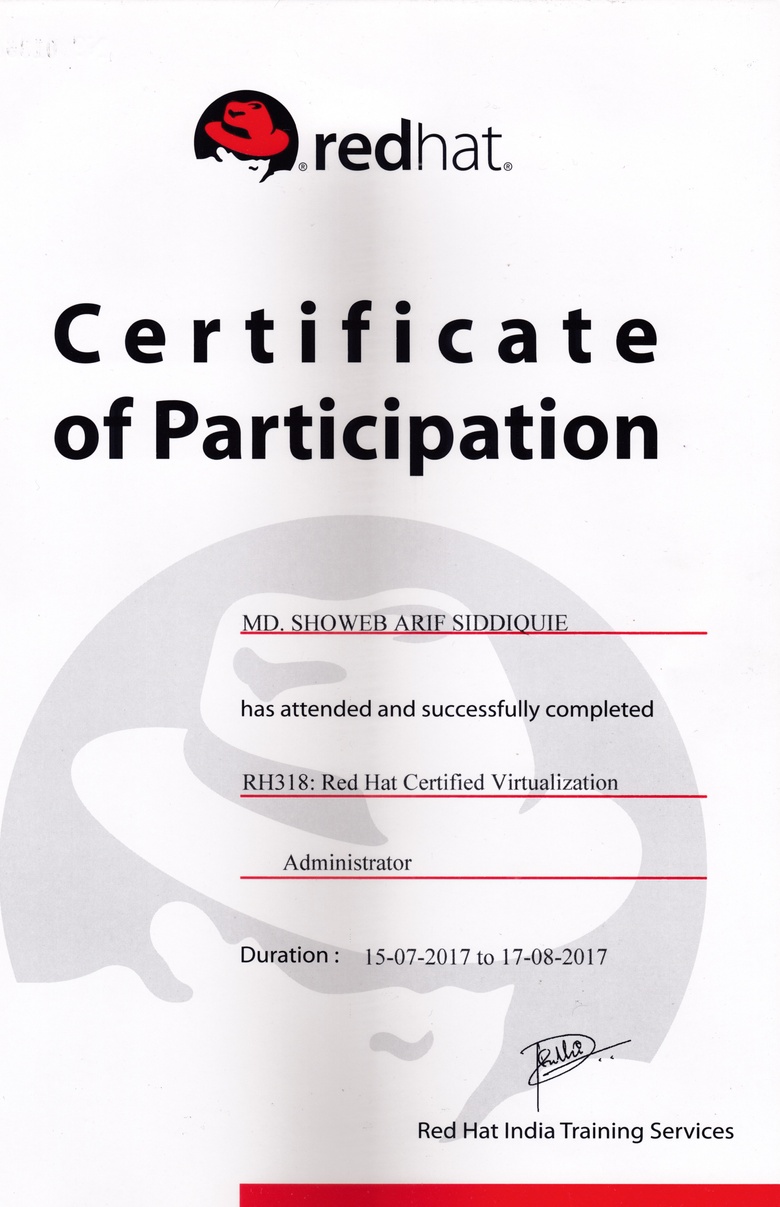 redhat.
Certificate
of Participation
MD. SHOWEB ARIF SIDDIQUIE
has attended and successfully completed
RH318: Red Hat Certified Virtualization
Administrator
Duration : 15-07-2017 to 17-08-2017
Red Hat India Training Services